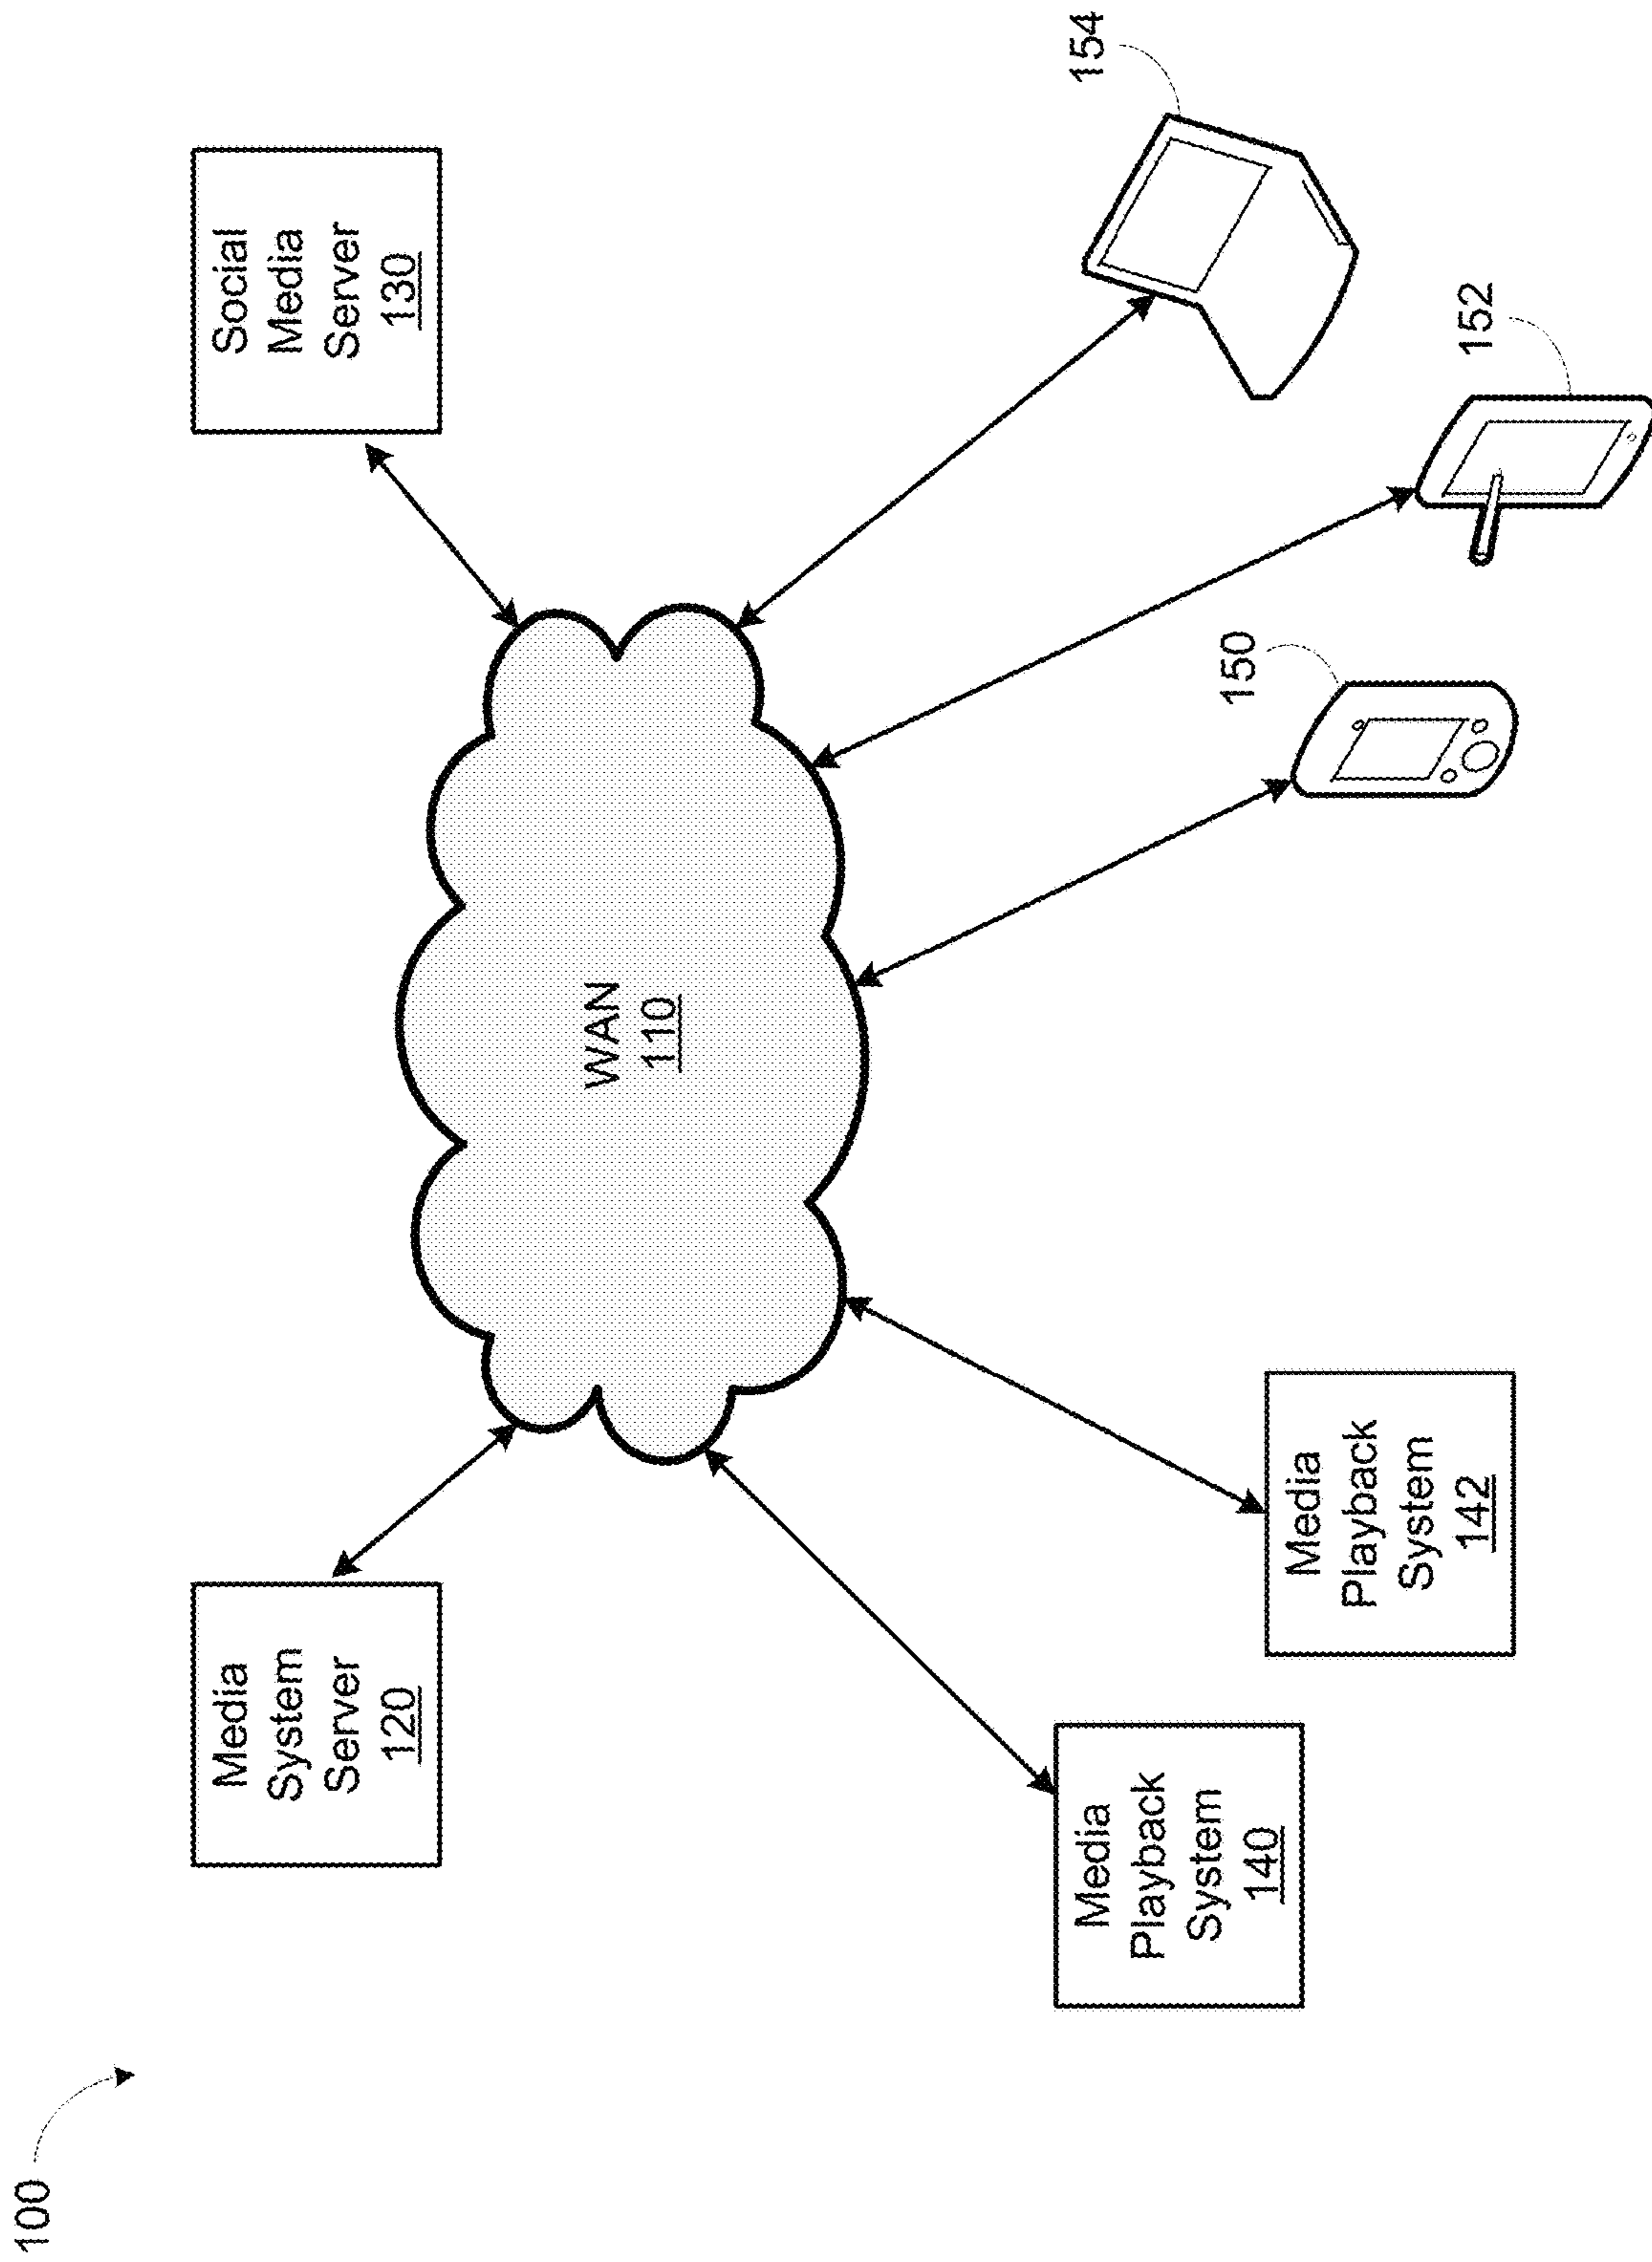 100
Media
System
Server
120
Social
Media
Server
130
WAN
110
Media
Playback
System
140
Media
Playback
System
142
150
152
154